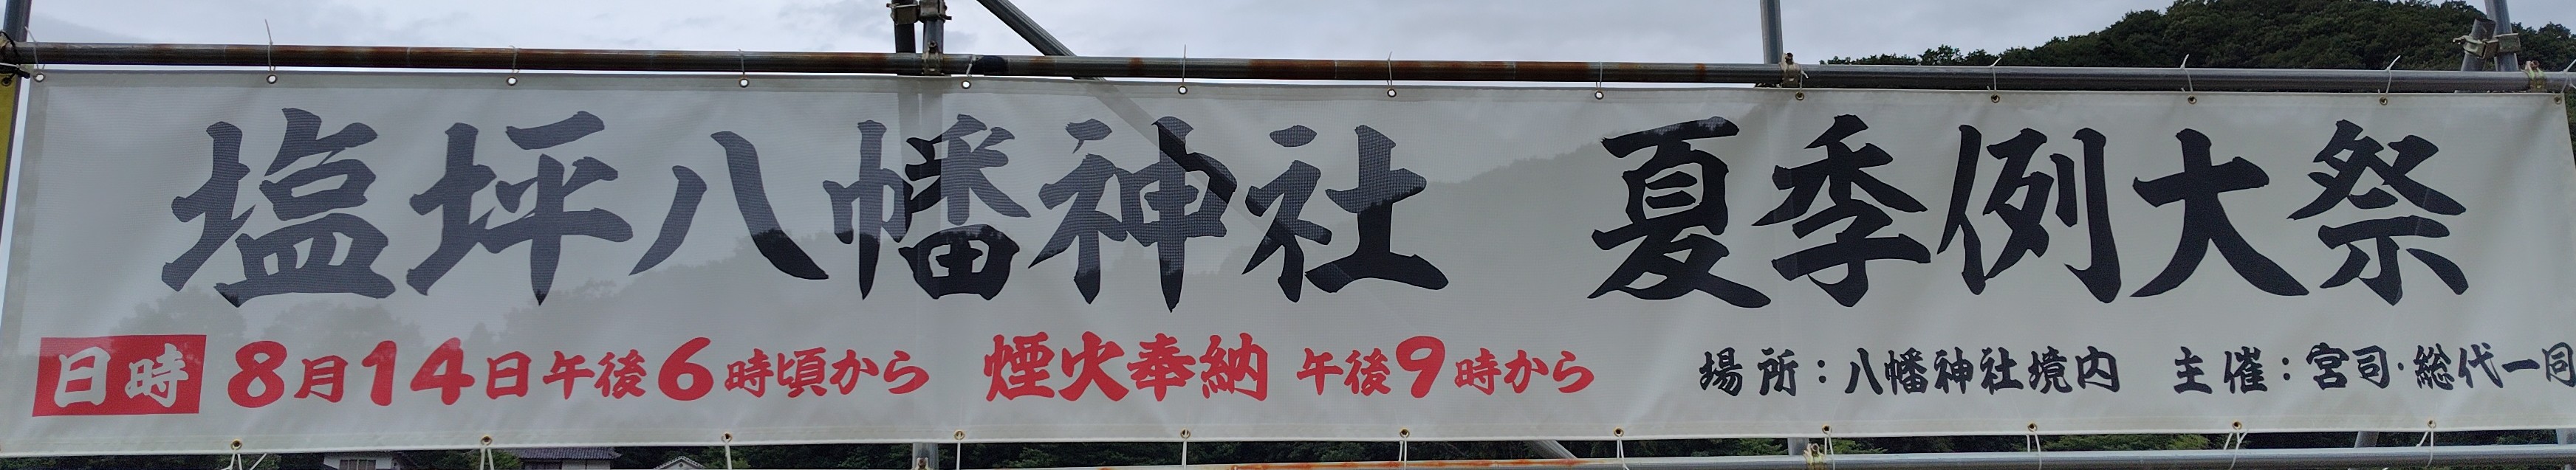 塩坪八幡神社 夏季例大祭
日時 8月14日午後6時頃から 煙火奉納 午後9時から 場所：八幡神社境内 主催：宮司・総代一同